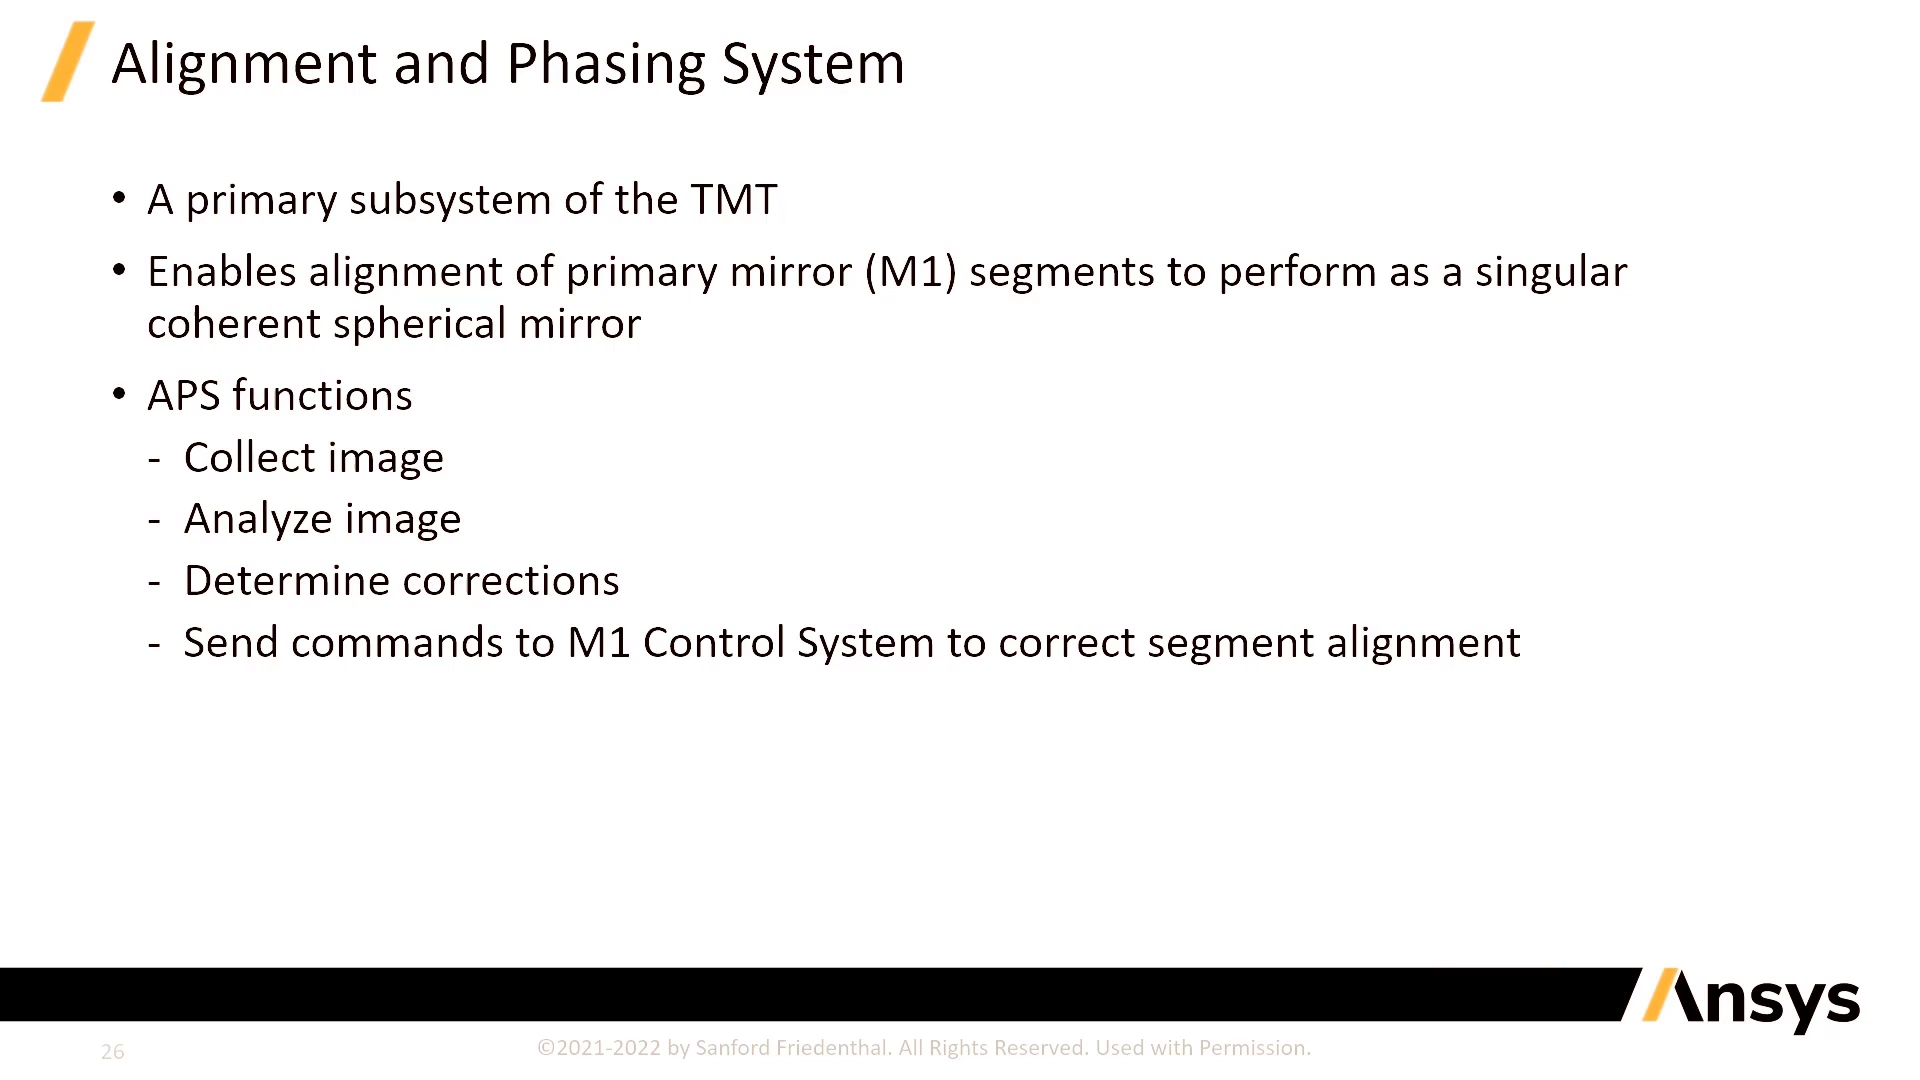 Alignment and Phasing System
• A primary subsystem of the TMT
• Enables alignment of primary mirror (M1) segments to perform as a singular
coherent spherical mirror
• APS functions
- Collect image
- Analyze image
- Determine corrections
- Send commands to M1 Control System to correct segment alignment
Ansys
26
©2021-2022 by Sanford Friedenthal. All Rights Reserved. Used with Permission.